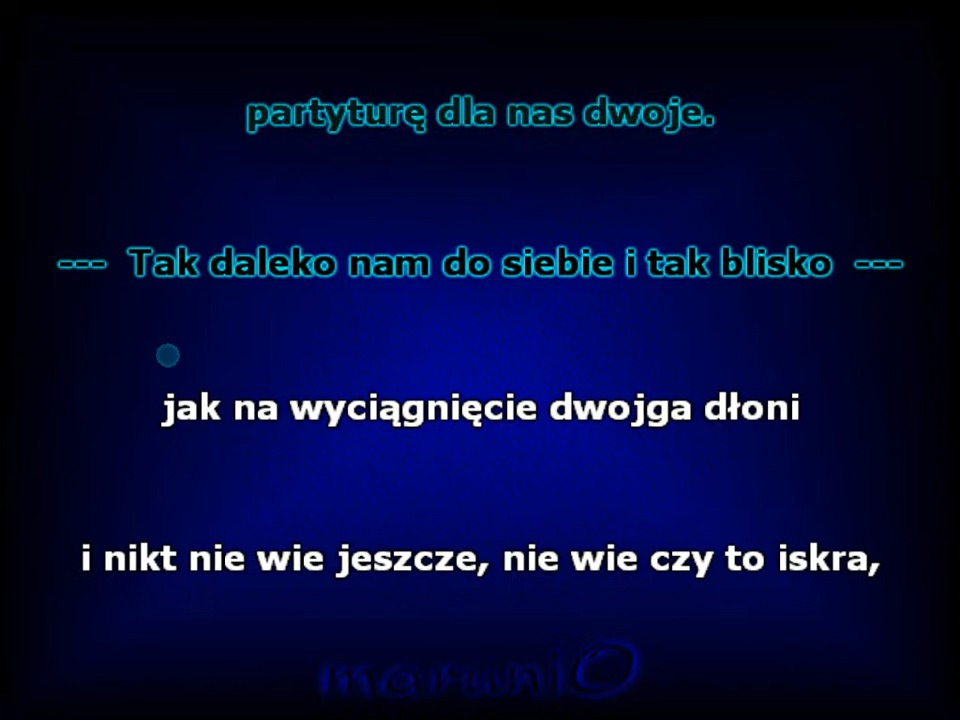 partyturę dla nas dwoje.
--- Tak daleko nam do siebie i tak blisko ---
jak na wyciągnięcie dwojga dłoni
i nikt nie wie jeszcze, nie wie czy to iskra,